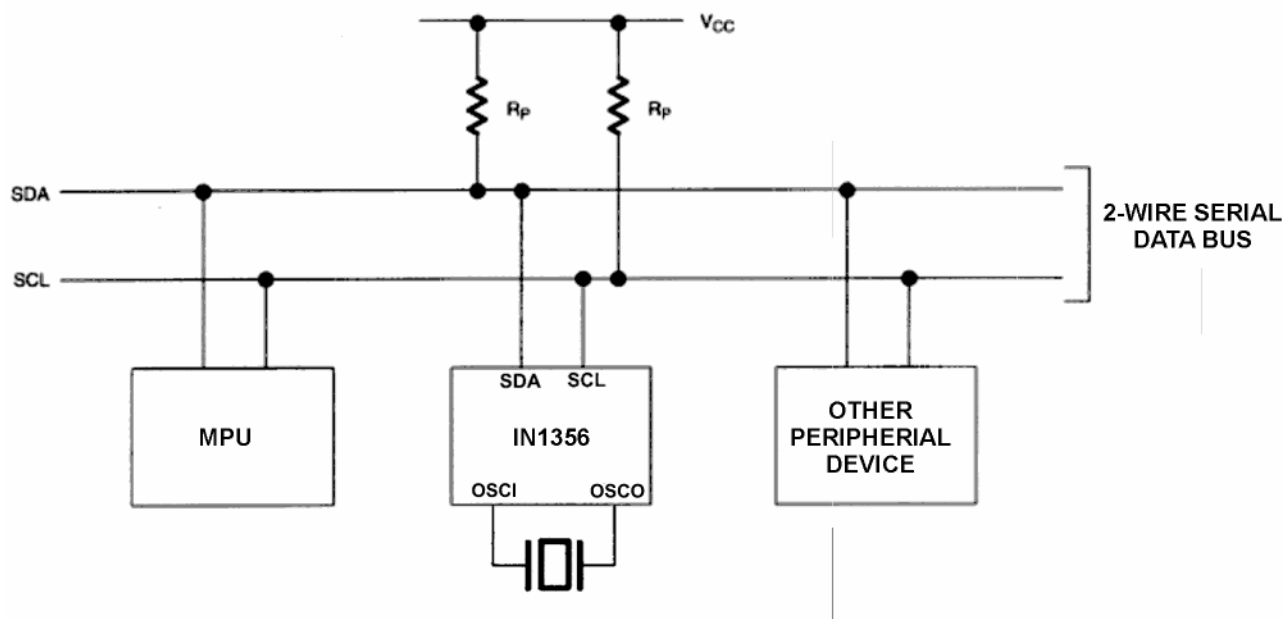 VCC
RP
RP
SDA
2-WIRE SERIAL
DATA BUS
SCL
SDA SCL
MPU
IN1356
OTHER
PERIPHERIAL
DEVICE
OSCI OSCO